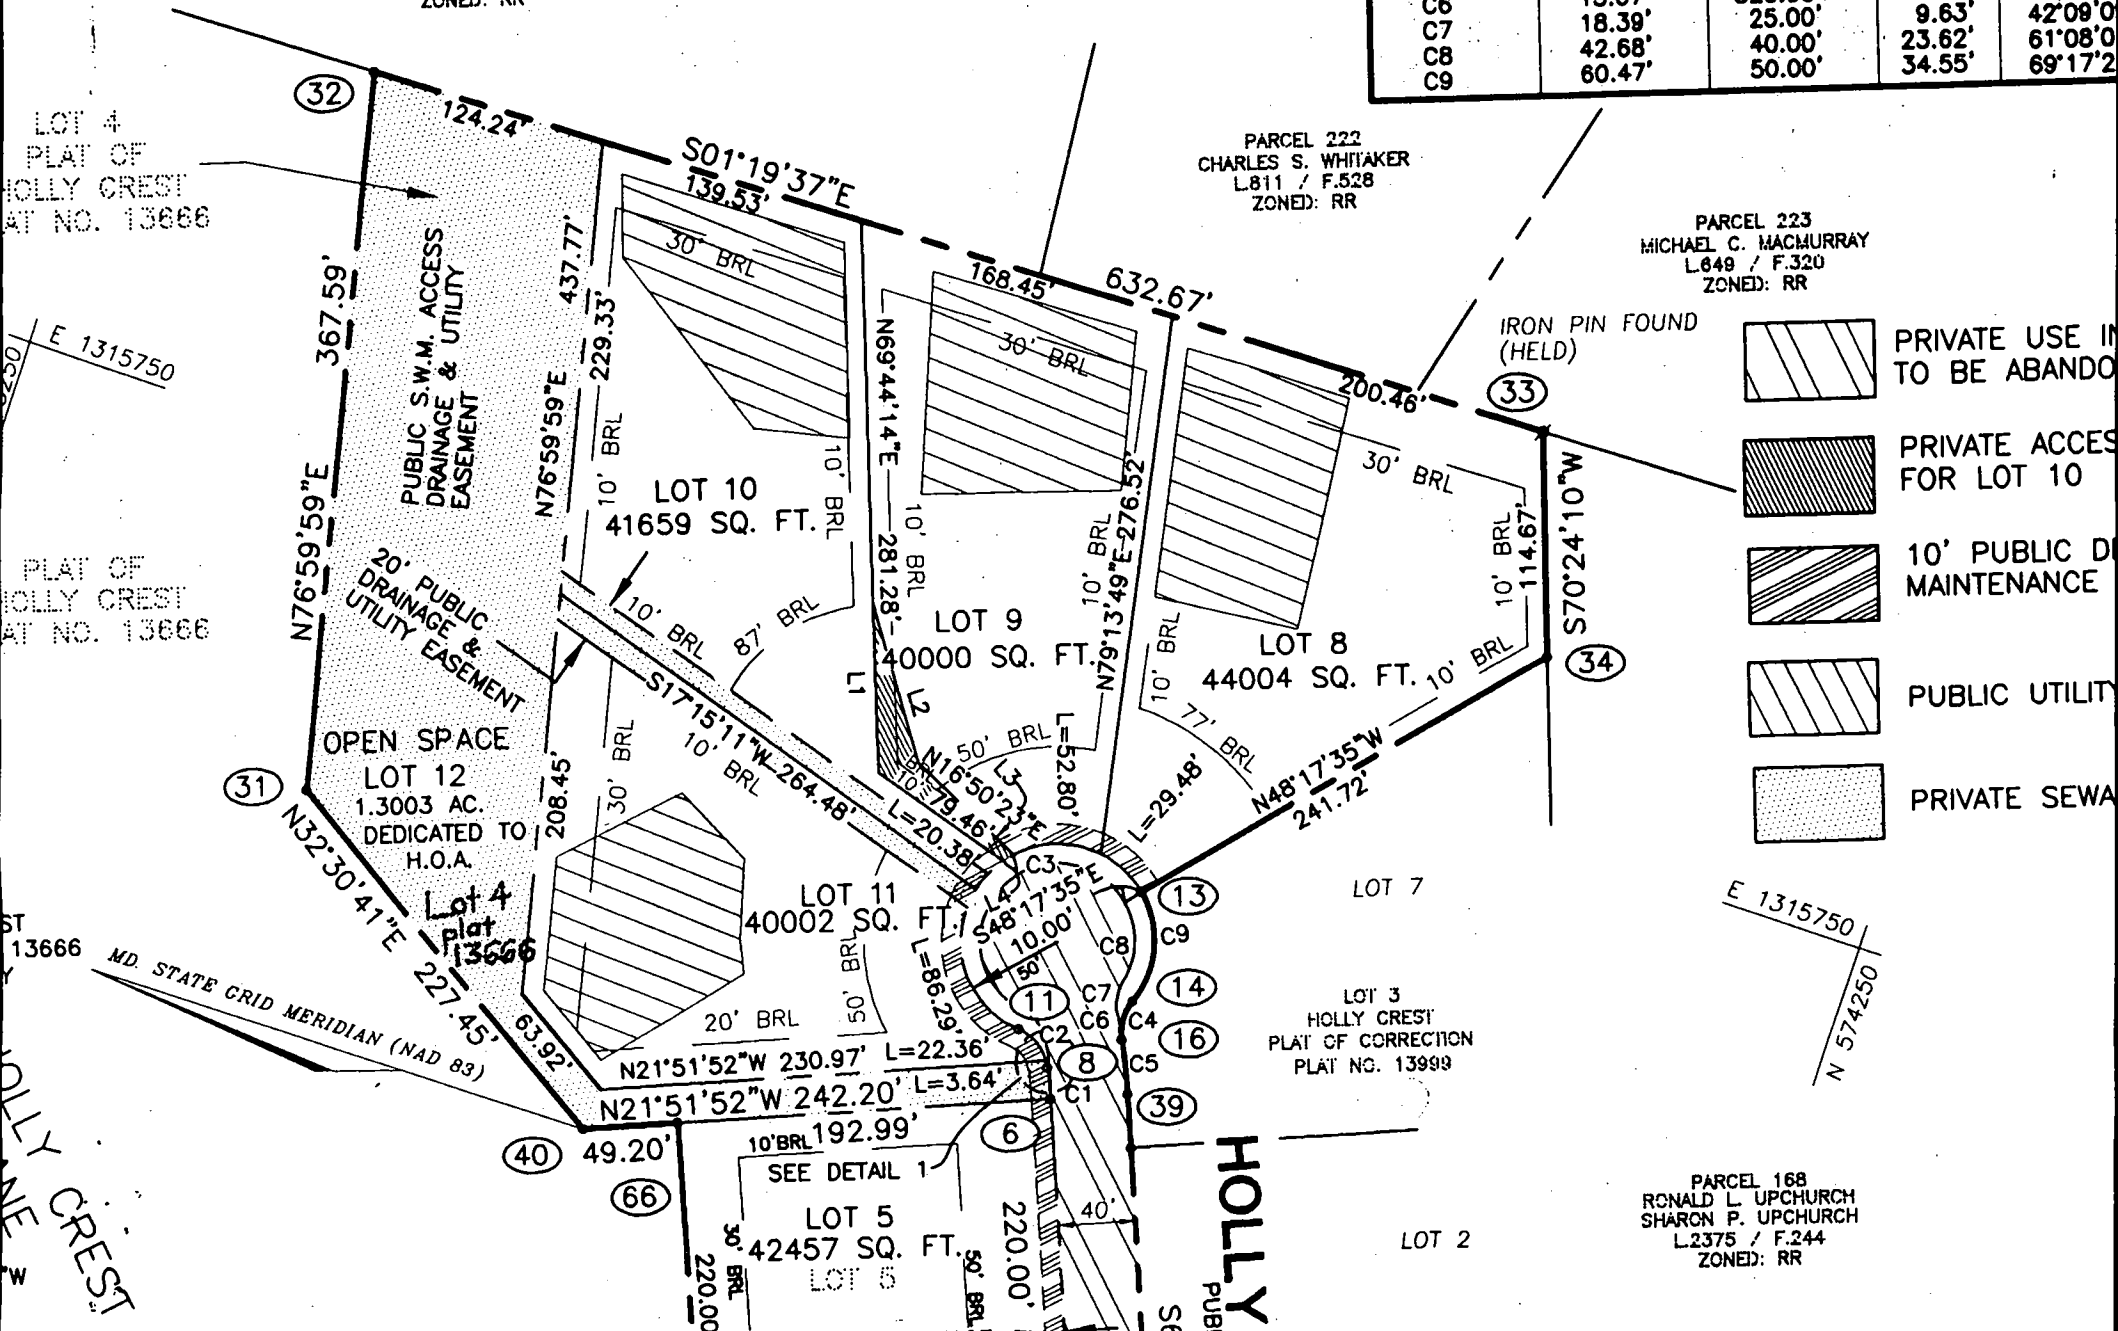 ZONED: RR
C6
C7 18.39' 25.00' 9.63' 42°09'0
C8 42.68' 40.00' 23.62' 61°08'0
C9 60.47' 50.00' 34.55' 69°17'2
32
124.24'
S01°19'37"E
139.53'
632.67'
168.45'
200.46'
LOT 4
PLAT OF
HOLLY CREST
AT NO. 13666
PARCEL 222
CHARLES S. WHITAKER
L.811 / F.528
ZONED: RR
PARCEL 223
MICHAEL C. MACMURRAY
L.649 / F.320
ZONED: RR
IRON PIN FOUND
(HELD)
33
PRIVATE USE I
TO BE ABANDO
PRIVATE ACCES
FOR LOT 10
10' PUBLIC D
MAINTENANCE
PUBLIC UTILITY
PRIVATE SEWA
E 1315750
367.59'
N76°59'59"E
PUBLIC S.W.M. ACCESS
DRAINAGE & UTILITY
EASEMENT
437.77'
229.33'
N76°59'59"E
30' BRL
10' BRL
10' BRL
LOT 10
41659 SQ. FT.
N69°44'14"E
281.28'
10' BRL
30' BRL
LOT 9
40000 SQ. FT.
10' BRL
N79°13'49"E 276.52'
30' BRL
10' BRL
LOT 8
44004 SQ. FT.
10' BRL
10' BRL
114.67'
S70°24'10"W
34
PLAT OF
HOLLY CREST
AT NO. 13666
20' PUBLIC
DRAINAGE &
UTILITY EASEMENT
10' BRL
87' BRL
L1
L2
S17°15'11"W 264.48'
10' BRL
50' BRL
L=52.80'
77' BRL
L=29.48'
N48°17'35"W
241.72'
31
OPEN SPACE
LOT 12
1.3003 AC.
DEDICATED TO
H.O.A.
208.45'
30' BRL
10' BRL
N16°50'23"E
79.46'
L3
L=20.38'
C3
L4
S48°17'35"E
10.00'
50'
N32°30'41"E
227.45'
Lot 4
plat
13666
LOT 11
40002 SQ. FT.
50' BRL
L=86.29'
C8
C9
13
LOT 7
E 1315750
N 574250
ST
13666
MD. STATE GRID MERIDIAN (NAD 83)
63.92'
20' BRL
11
C7
C6
C4
14
16
C2
C5
LOT 3
HOLLY CREST
PLAT OF CORRECTION
PLAT NO. 13999
N21°51'52"W 230.97'
L=22.36'
8
N21°51'52"W 242.20'
L=3.64'
C1
39
6
40
49.20'
10'BRL
192.99'
SEE DETAIL 1
66
LOT 5
42457 SQ. FT.
LOT 5
30' BRL
50' BRL
220.00'
220.00'
40'
HOLLY
PUB
LOT 2
PARCEL 168
RONALD L. UPCHURCH
SHARON P. UPCHURCH
L.2375 / F.244
ZONED: RR
HOLLY CREST
"W